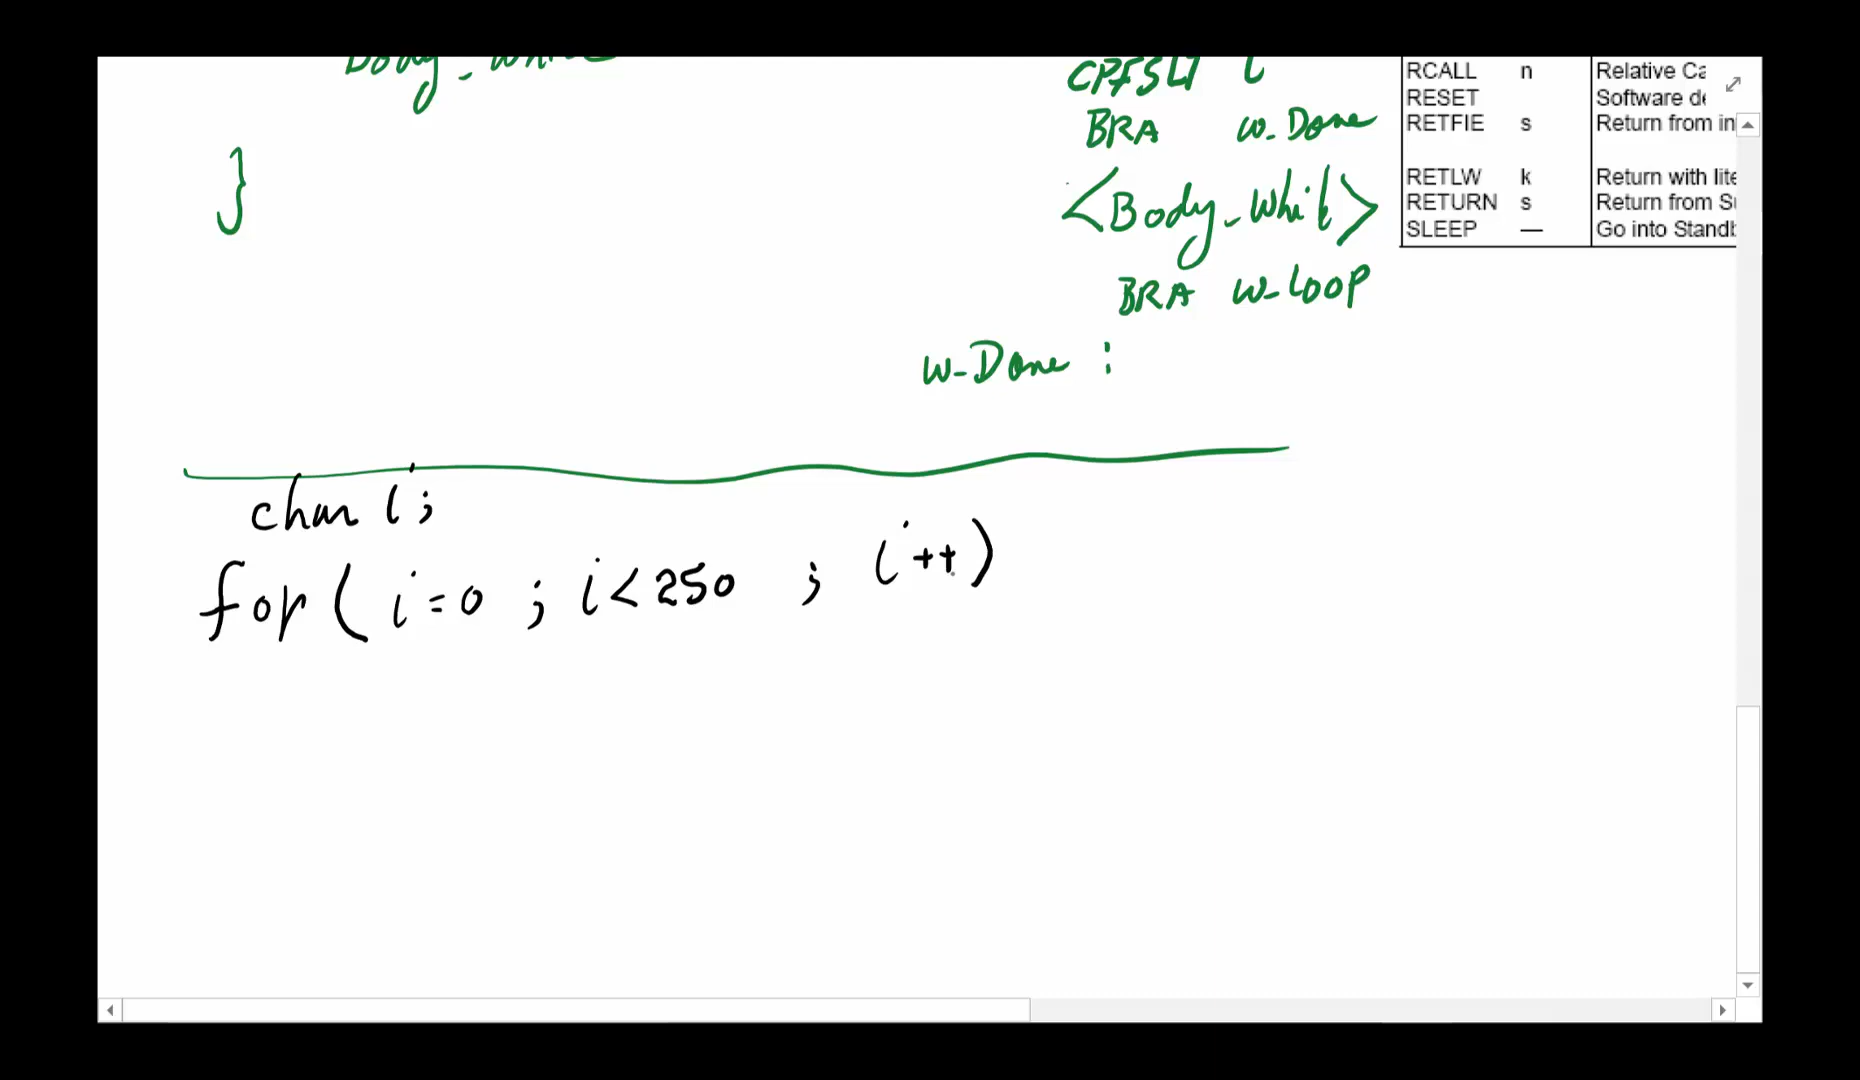 CPFSLT i
BRA w_Done
<Body_While>
BRA w_LOOP
w_Done :
RCALL n Relative Ca
RESET Software de
RETFIE s Return from in
RETLW k Return with lite
RETURN s Return from Su
SLEEP — Go into Standb
}
char i;
for( i=0 ; i<250 ; i++)